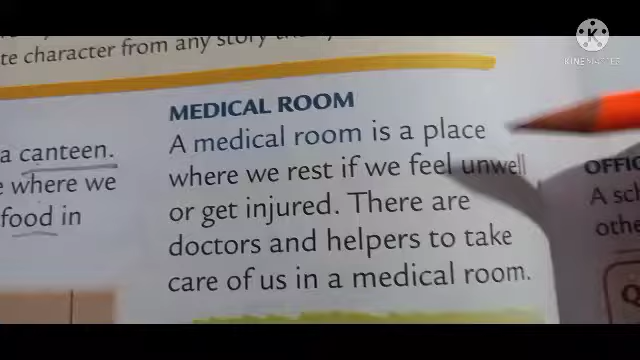 te character from any story
KINEMASTER
MEDICAL ROOM
A medical room is a place
where we rest if we feel unwell
or get injured. There are
doctors and helpers to take
care of us in a medical room.
a canteen.
where we
food in
OFFIC
A sch
othe
Q